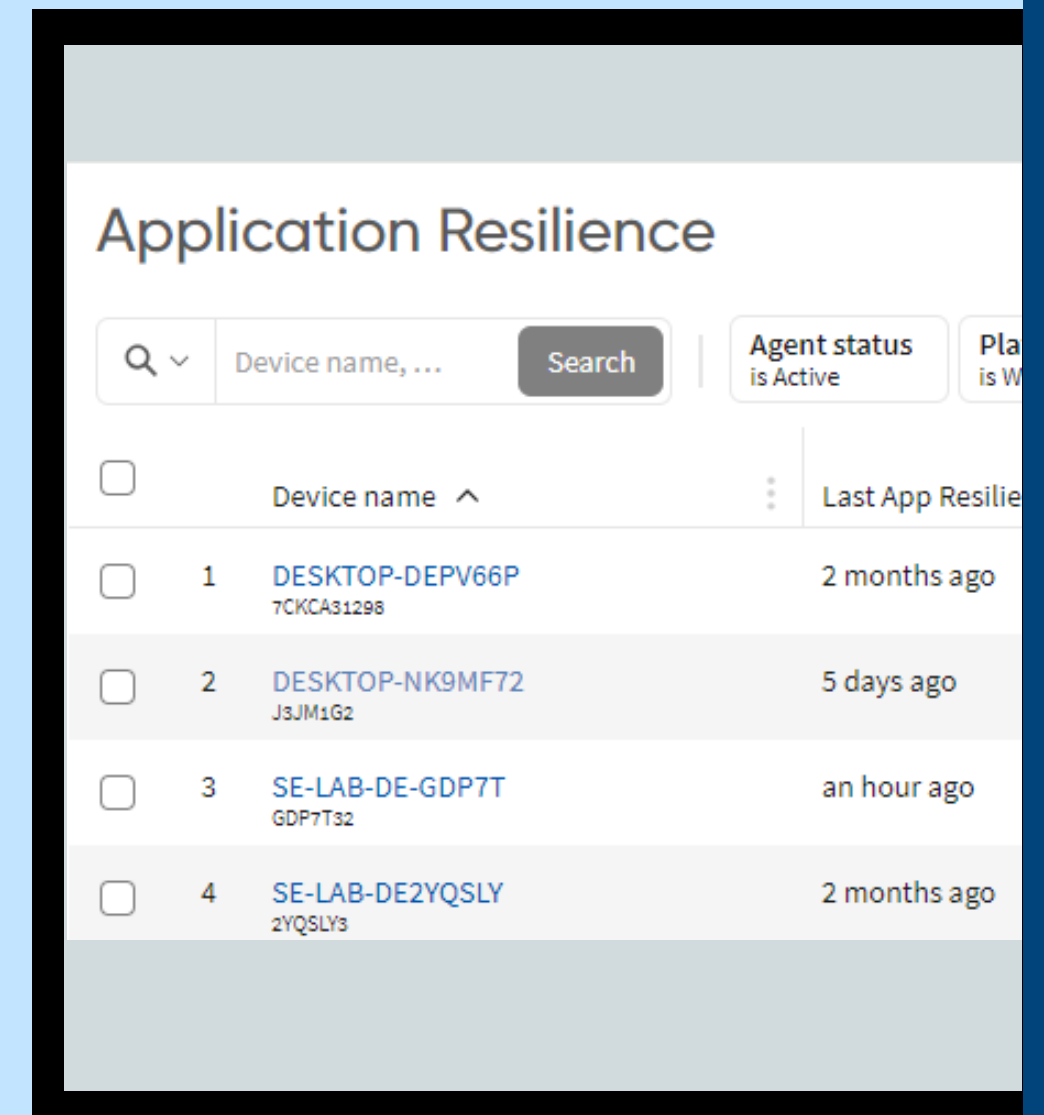 Application Resilience
Device name, ...
Search
Agent status
is Active
Pla
is W
Device name
Last App Resilie
1 DESKTOP-DEPV66P 2 months ago
7CKCA31298
2 DESKTOP-NK9MF72 5 days ago
J3JM1G2
3 SE-LAB-DE-GDP7T an hour ago
GDP7T32
4 SE-LAB-DE2YQSLY 2 months ago
2YQSLY3